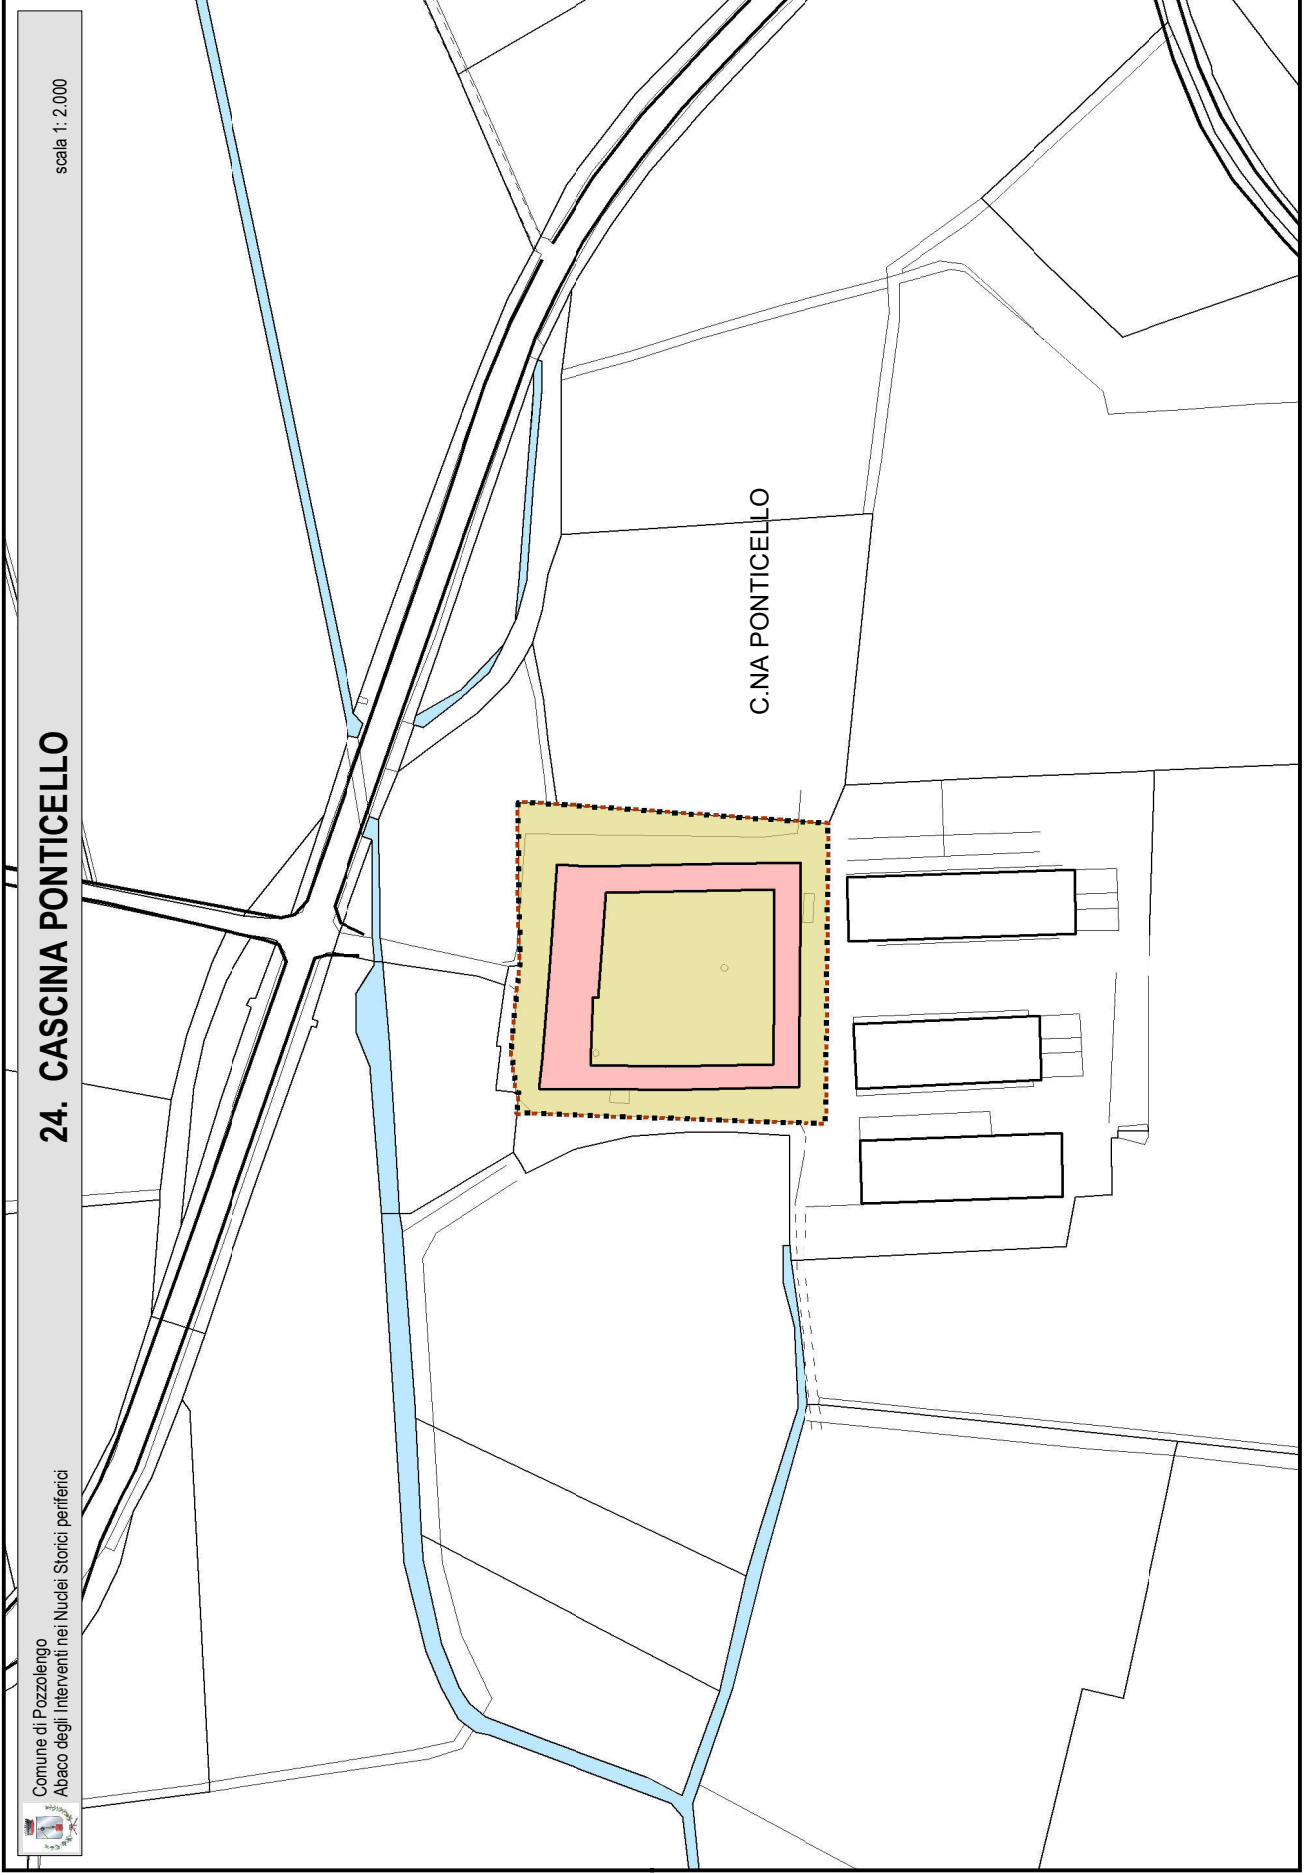 Comune di Pozzolengo
Abaco degli Interventi nei Nuclei Storici periferici
24. CASCINA PONTICELLO
scala 1: 2.000
C.NA PONTICELLO